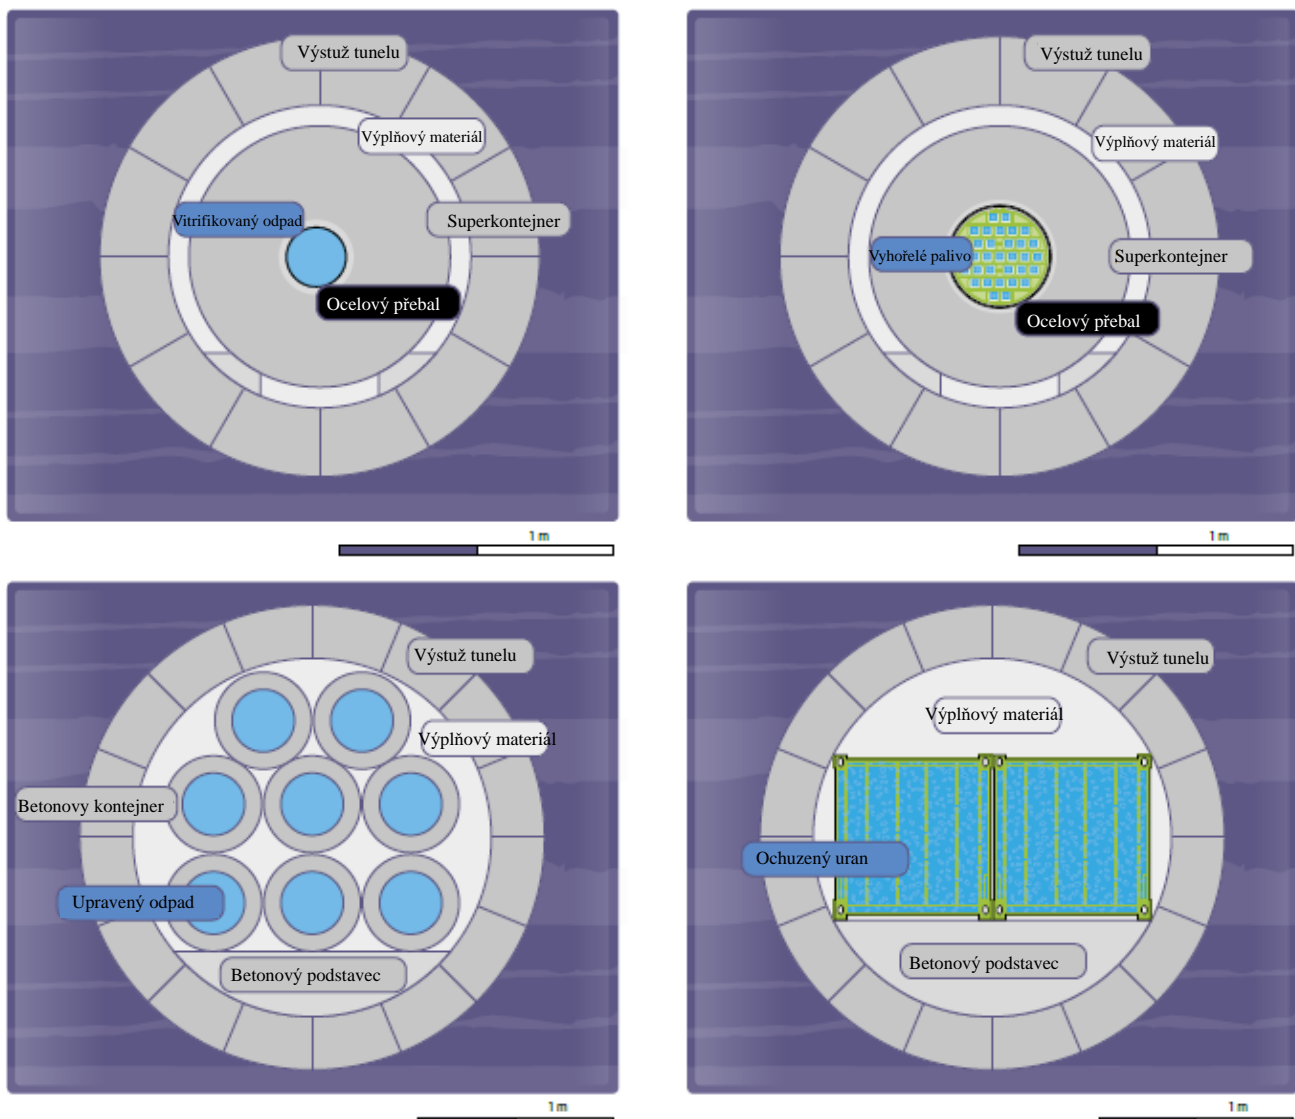 Výstuž tunelu
Výplňový materiál
Vitrifikovaný odpad
Superkontejner
Ocelový přebal
1 m
Výstuž tunelu
Výplňový materiál
Vyhořelé palivo
Superkontejner
Ocelový přebal
1 m
Výstuž tunelu
Výplňový materiál
Betonovy kontejner
Upravený odpad
Betonový podstavec
1 m
Výstuž tunelu
Výplňový materiál
Ochuzený uran
Betonový podstavec
1 m